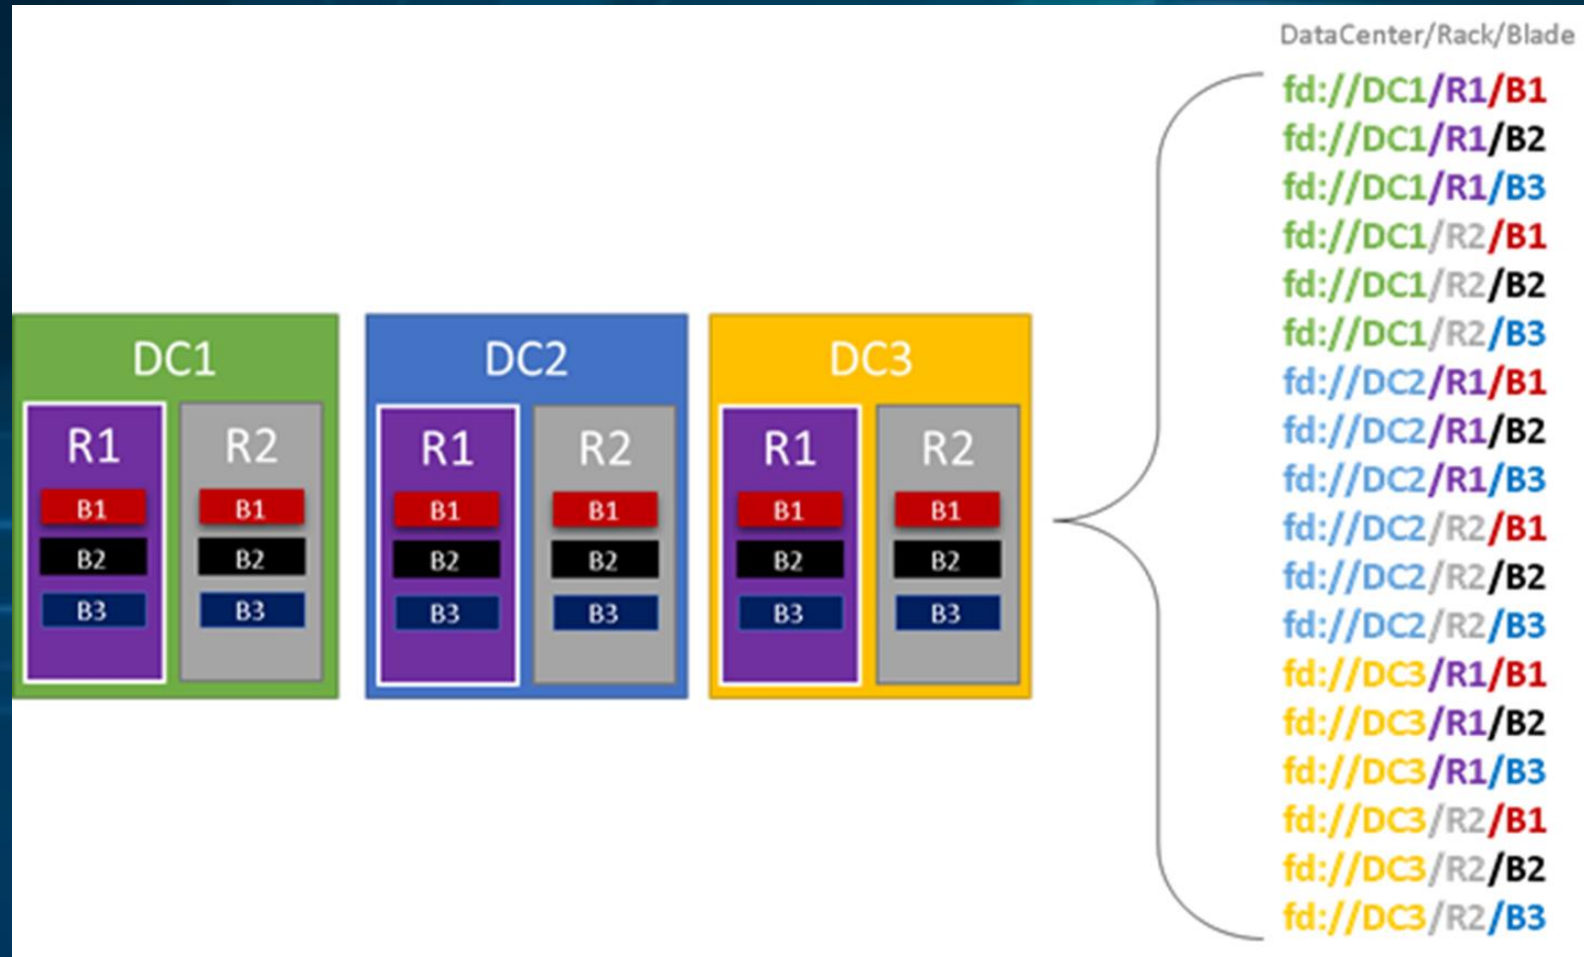 DataCenter/Rack/Blade
fd://DC1/R1/B1
fd://DC1/R1/B2
fd://DC1/R1/B3
fd://DC1/R2/B1
fd://DC1/R2/B2
fd://DC1/R2/B3
fd://DC2/R1/B1
fd://DC2/R1/B2
fd://DC2/R1/B3
fd://DC2/R2/B1
fd://DC2/R2/B2
fd://DC2/R2/B3
fd://DC3/R1/B1
fd://DC3/R1/B2
fd://DC3/R1/B3
fd://DC3/R2/B1
fd://DC3/R2/B2
fd://DC3/R2/B3
DC1
R1
B1
B2
B3
R2
B1
B2
B3
DC2
R1
B1
B2
B3
R2
B1
B2
B3
DC3
R1
B1
B2
B3
R2
B1
B2
B3